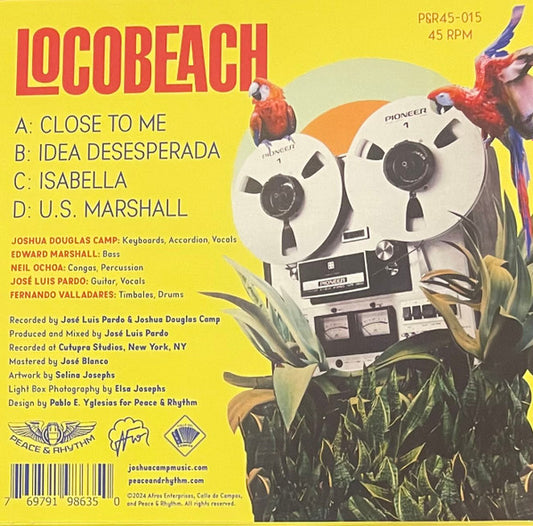 LOCOBEACH
P&R45-015
45 RPM
A: CLOSE TO ME
B: IDEA DESESPERADA
C: ISABELLA
D: U.S. MARSHALL
JOSHUA DOUGLAS CAMP: Keyboards, Accordion, Vocals
EDWARD MARSHALL: Bass
NEIL OCHOA: Congas, Percussion
JOSÉ LUIS PARDO: Guitar, Vocals
FERNANDO VALLADARES: Timbales, Drums
Recorded by José Luis Pardo & Joshua Douglas Camp
Produced and Mixed by José Luis Pardo
Recorded at Cutupra Studios, New York, NY
Mastered by José Blanco
Artwork by Selina Josephs
Light Box Photography by Elsa Josephs
Design by Pablo E. Yglesias for Peace & Rhythm
PIONEER
1
PIONEER
1
PIONEER
PEACE & RHYTHM
Afro
joshuacampmusic.com
peaceandrhythm.com
©2024 Afros Enterprises, Calle de Campos,
and Peace & Rhythm. All rights reserved.
7 69791 98635 0